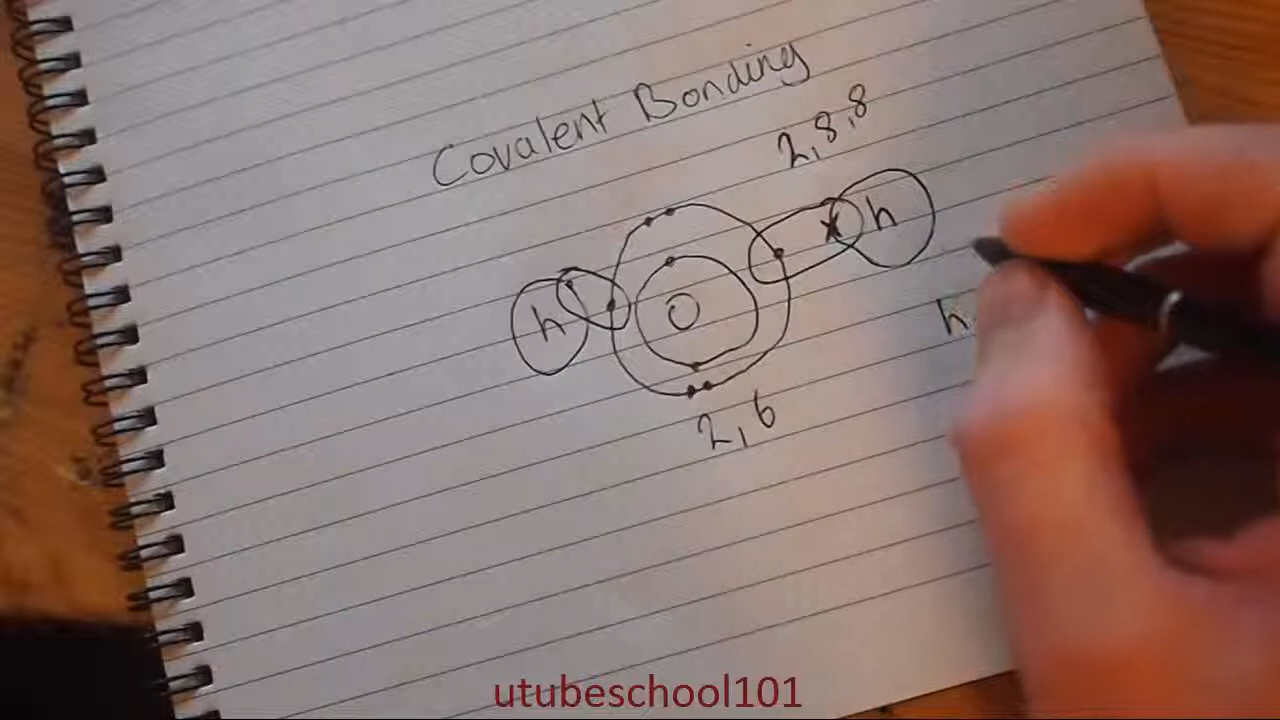 Covalent Bonding
2,8,8
h
O
h
h
2,6
utubeschool101